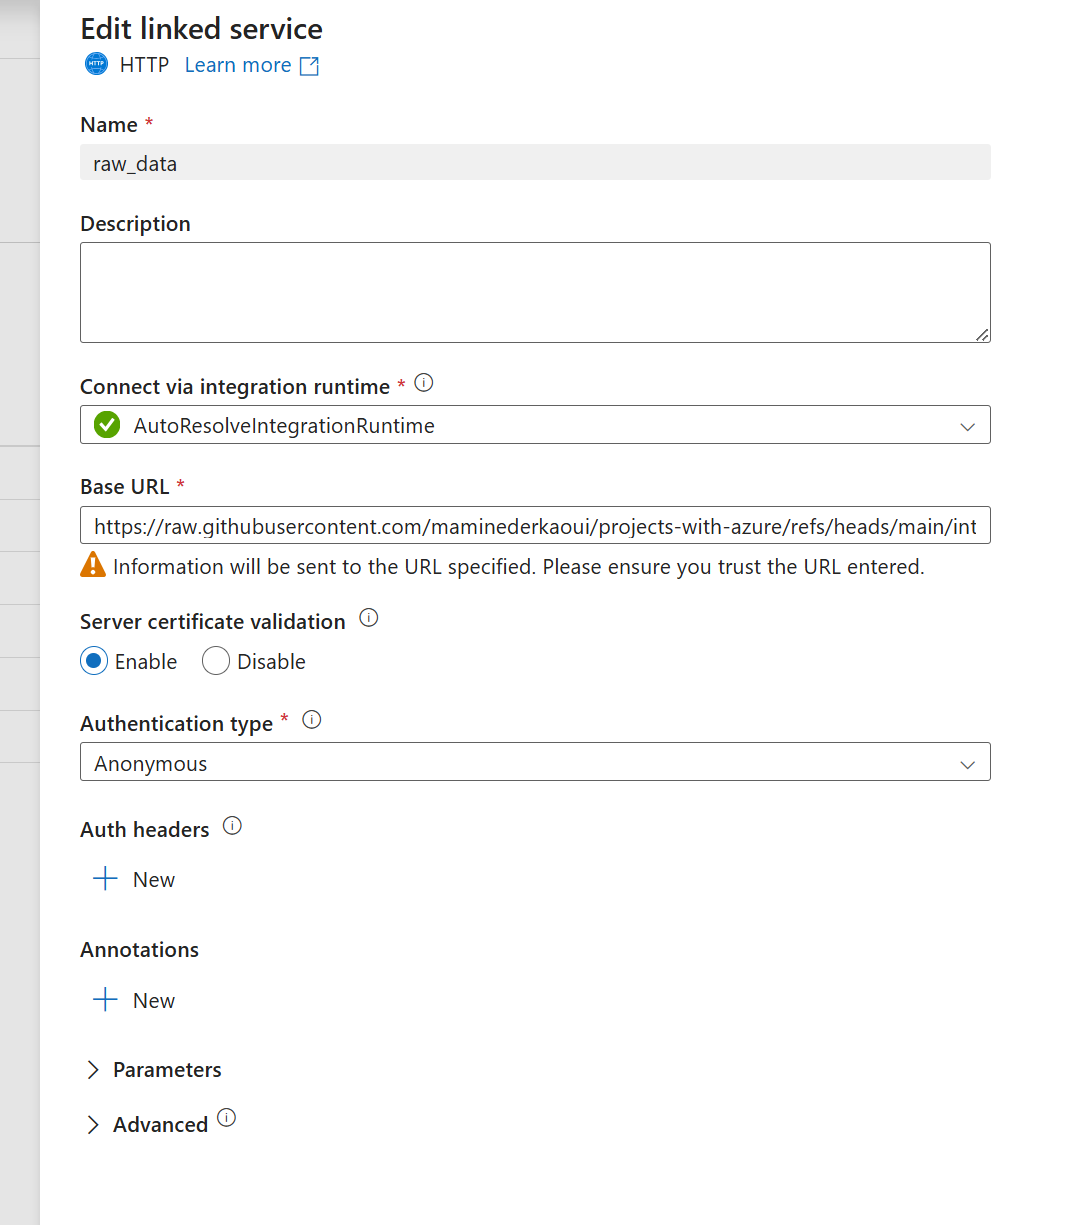 Edit linked service
HTTP HTTP Learn more
Name *
raw_data
Description
Connect via integration runtime *
AutoResolveIntegrationRuntime
Base URL *
https://raw.githubusercontent.com/maminederkaoui/projects-with-azure/refs/heads/main/int
Information will be sent to the URL specified. Please ensure you trust the URL entered.
Server certificate validation
Enable Disable
Authentication type *
Anonymous
Auth headers
New
Annotations
New
Parameters
Advanced